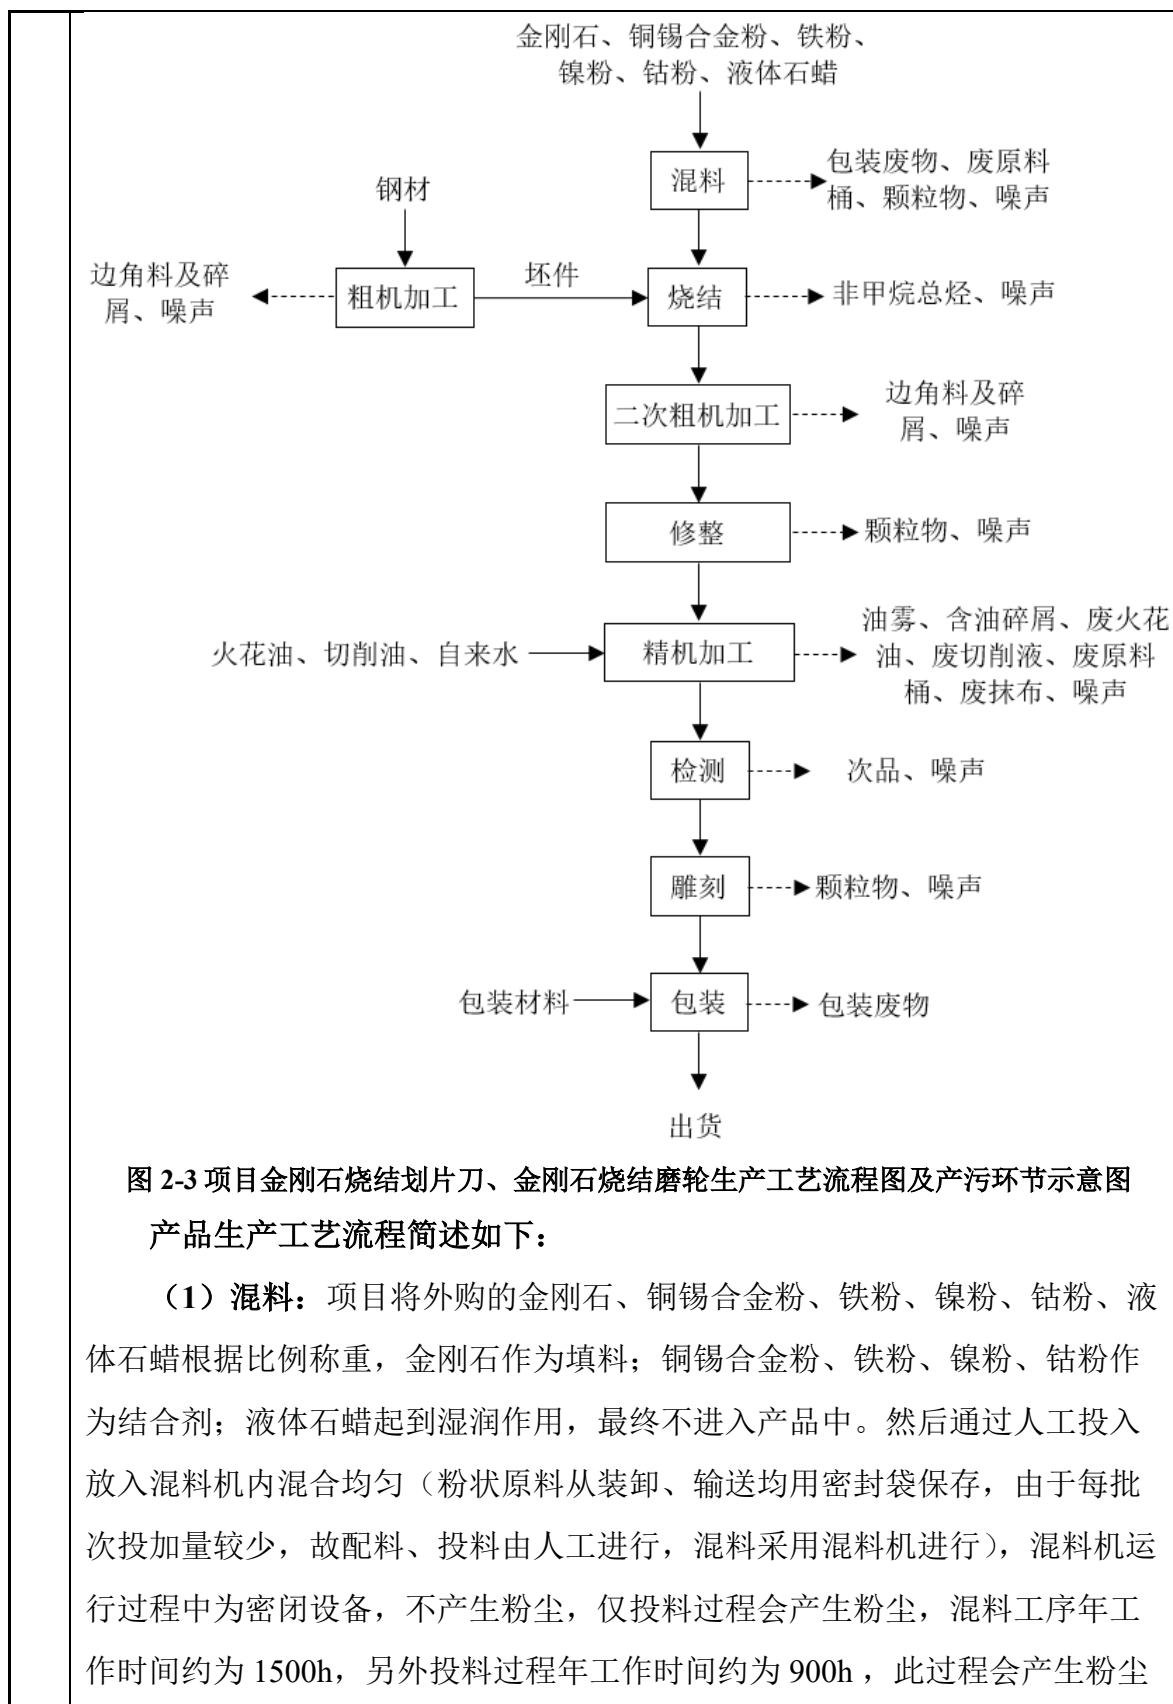 金刚石、铜锡合金粉、铁粉、
镍粉、钴粉、液体石蜡
混料
包装废物、废原料
桶、颗粒物、噪声
钢材
边角料及碎
屑、噪声
粗机加工
坯件
烧结
非甲烷总烃、噪声
二次粗机加工
边角料及碎
屑、噪声
修整
颗粒物、噪声
火花油、切削油、自来水
精机加工
油雾、含油碎屑、废火花
油、废切削液、废原料
桶、废抹布、噪声
检测
次品、噪声
雕刻
颗粒物、噪声
包装材料
包装
包装废物
出货
图 2-3 项目金刚石烧结划片刀、金刚石烧结磨轮生产工艺流程图及产污环节示意图
产品生产工艺流程简述如下：
（1）混料：项目将外购的金刚石、铜锡合金粉、铁粉、镍粉、钴粉、液
体石蜡根据比例称重，金刚石作为填料；铜锡合金粉、铁粉、镍粉、钴粉作
为结合剂；液体石蜡起到湿润作用，最终不进入产品中。然后通过人工投入
放入混料机内混合均匀（粉状原料从装卸、输送均用密封袋保存，由于每批
次投加量较少，故配料、投料由人工进行，混料采用混料机进行），混料机运
行过程中为密闭设备，不产生粉尘，仅投料过程会产生粉尘，混料工序年工
作时间约为 1500h，另外投料过程年工作时间约为 900h ，此过程会产生粉尘